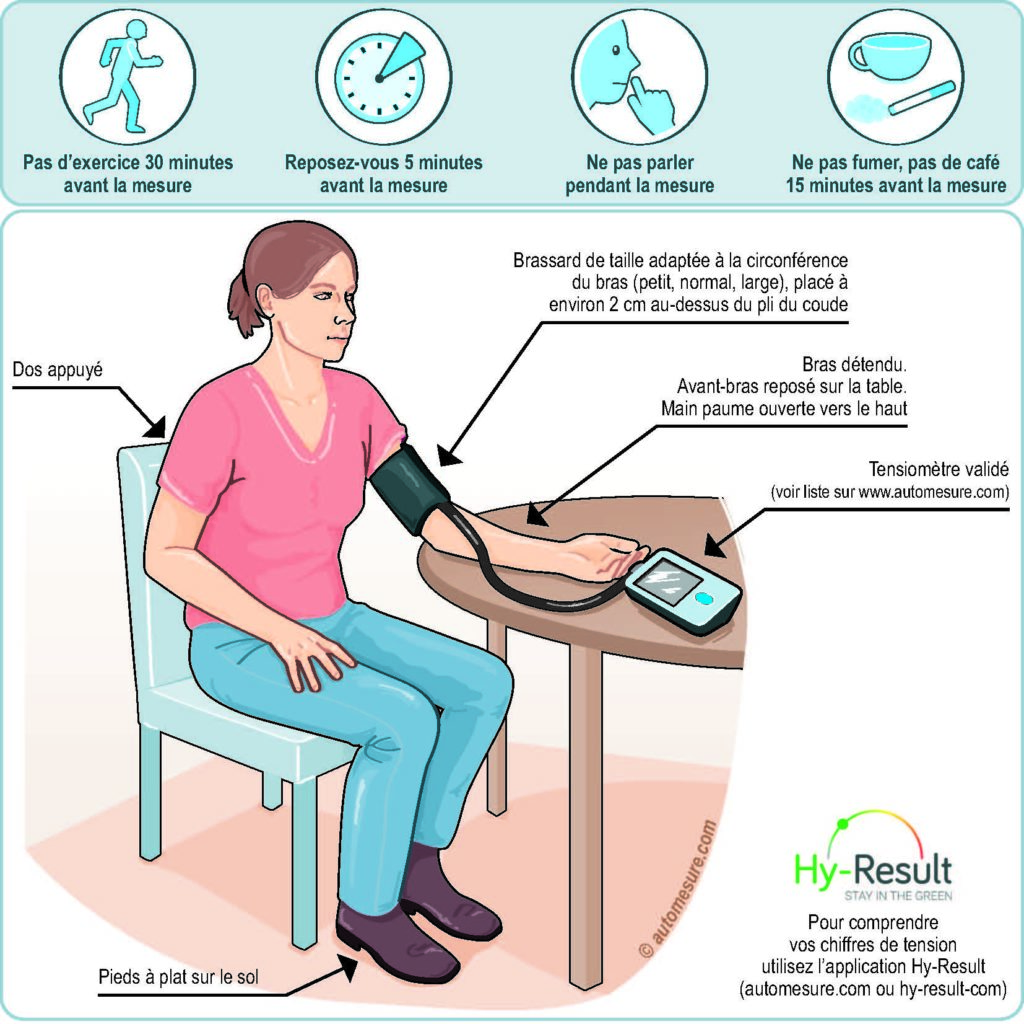 Pas d'exercice 30 minutes
avant la mesure
Reposez-vous 5 minutes
avant la mesure
Ne pas parler
pendant la mesure
Ne pas fumer, pas de café
15 minutes avant la mesure
Brassard de taille adaptée à la circonférence
du bras (petit, normal, large), placé à
environ 2 cm au-dessus du pli du coude
Dos appuyé
Bras détendu.
Avant-bras reposé sur la table.
Main paume ouverte vers le haut
Tensiomètre validé
(voir liste sur www.automesure.com)
© automesure.com
Hy-Result
STAY IN THE GREEN
Pour comprendre
vos chiffres de tension
utilisez l'application Hy-Result
(automesure.com ou hy-result-com)
Pieds à plat sur le sol